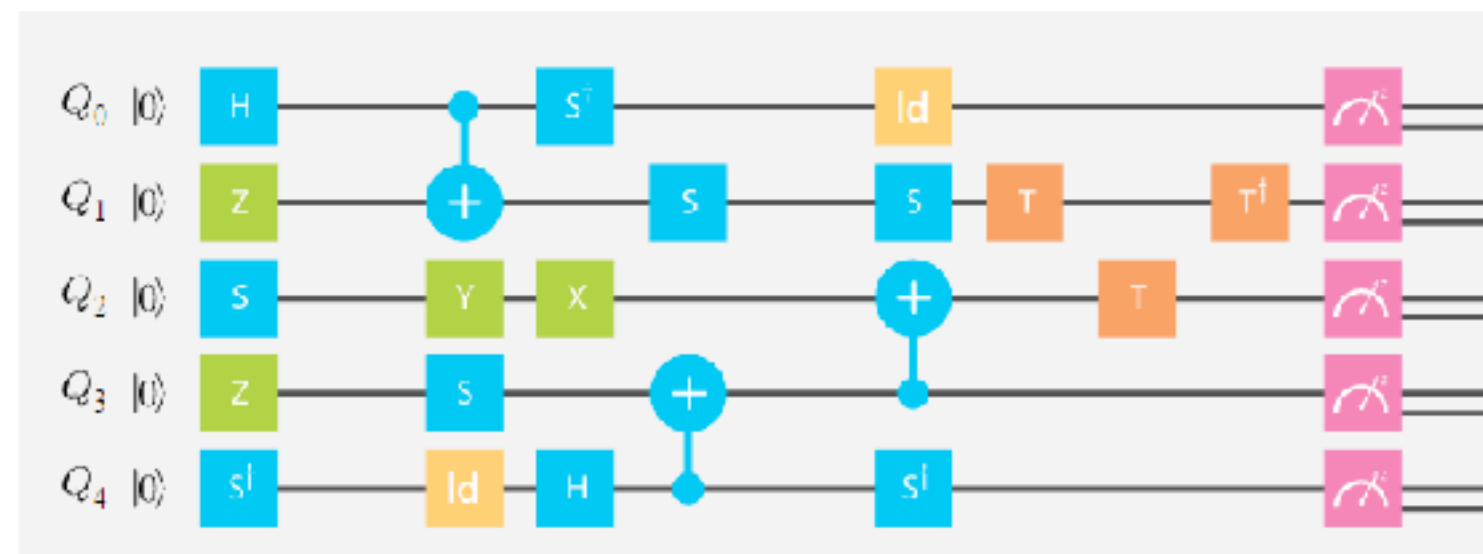 Q0 |0⟩ H S† Id
Q1 |0⟩ Z + S S T T†
Q2 |0⟩ S Y X + T
Q3 |0⟩ Z S +
Q4 |0⟩ S† Id H S†